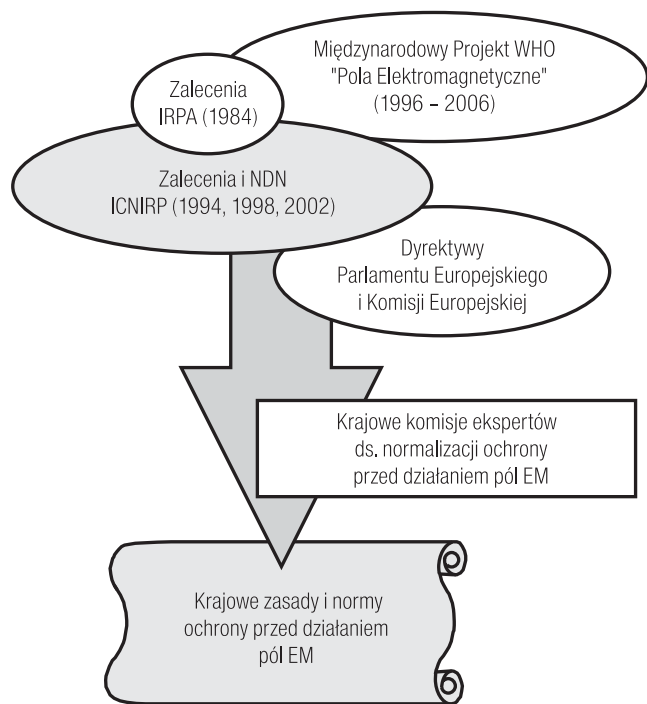 Międzynarodowy Projekt WHO
"Pola Elektromagnetyczne"
(1996 – 2006)
Zalecenia
IRPA (1984)
Zalecenia i NDN
ICNIRP (1994, 1998, 2002)
Dyrektywy
Parlamentu Europejskiego
i Komisji Europejskiej
Krajowe komisje ekspertów
ds. normalizacji ochrony
przed działaniem pól EM
Krajowe zasady i normy
ochrony przed działaniem
pól EM